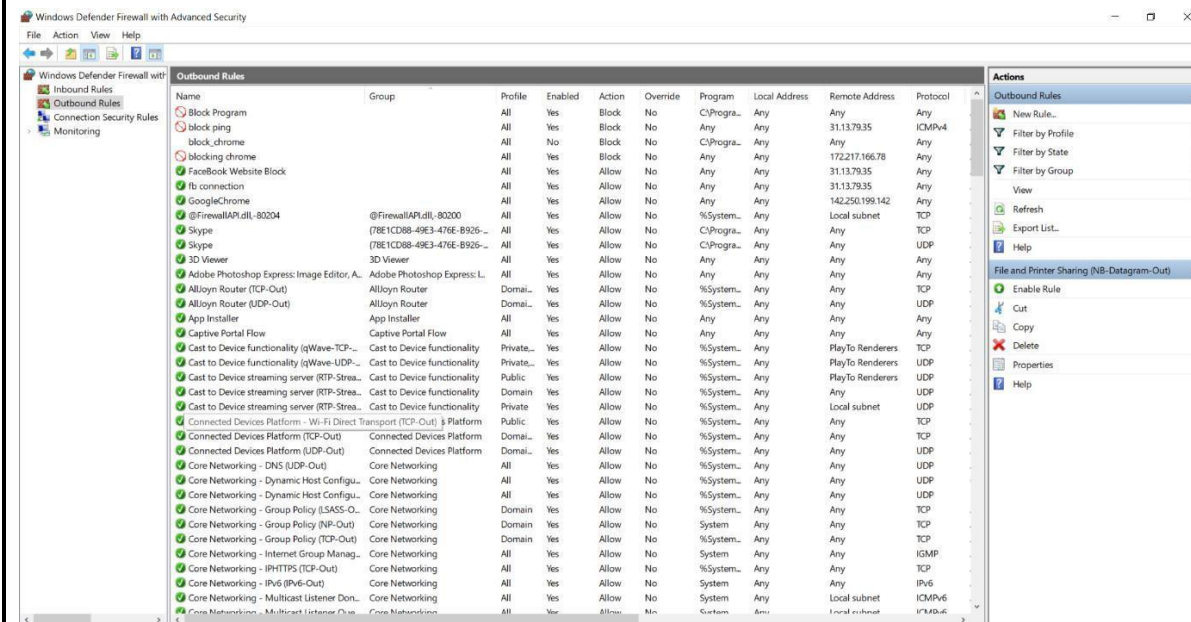 Windows Defender Firewall with Advanced Security
File Action View Help
Windows Defender Firewall with
Inbound Rules
Outbound Rules
Connection Security Rules
Monitoring
Outbound Rules
Name Group Profile Enabled Action Override Program Local Address Remote Address Protocol
Block Program All Yes Block No C:\Progra... Any Any Any
block ping All Yes Block No Any Any 31.13.79.35 ICMPv4
block_chrome All No Block No C:\Progra... Any Any Any
blocking chrome All Yes Block No Any Any 172.217.166.78 Any
FaceBook Website Block All Yes Allow No Any Any 31.13.79.35 Any
fb connection All Yes Allow No Any Any 31.13.79.35 Any
GoogleChrome All Yes Allow No Any Any 142.250.199.142 Any
@FirewallAPI.dll,-80204 @FirewallAPI.dll,-80200 All Yes Allow No %System... Any Local subnet TCP
Skype {78E1CD88-49E3-476E-B926-... All Yes Allow No C:\Progra... Any Any TCP
Skype {78E1CD88-49E3-476E-B926-... All Yes Allow No C:\Progra... Any Any UDP
3D Viewer 3D Viewer All Yes Allow No Any Any Any Any
Adobe Photoshop Express: Image Editor, A... Adobe Photoshop Express: I... All Yes Allow No Any Any Any Any
AllJoyn Router (TCP-Out) AllJoyn Router Domai... Yes Allow No %System... Any Any TCP
AllJoyn Router (UDP-Out) AllJoyn Router Domai... Yes Allow No %System... Any Any UDP
App Installer App Installer All Yes Allow No Any Any Any Any
Captive Portal Flow Captive Portal Flow All Yes Allow No Any Any Any Any
Cast to Device functionality (qWave-TCP-... Cast to Device functionality Private,... Yes Allow No %System... Any PlayTo Renderers TCP
Cast to Device functionality (qWave-UDP-... Cast to Device functionality Private,... Yes Allow No %System... Any PlayTo Renderers UDP
Cast to Device streaming server (RTP-Strea... Cast to Device functionality Public Yes Allow No %System... Any PlayTo Renderers UDP
Cast to Device streaming server (RTP-Strea... Cast to Device functionality Domain Yes Allow No %System... Any Any UDP
Cast to Device streaming server (RTP-Strea... Cast to Device functionality Private Yes Allow No %System... Any Local subnet UDP
Connected Devices Platform - Wi-Fi Direct Transport (TCP-Out) s Platform Public Yes Allow No %System... Any Any TCP
Connected Devices Platform (TCP-Out) Connected Devices Platform Domai... Yes Allow No %System... Any Any TCP
Connected Devices Platform (UDP-Out) Connected Devices Platform Domai... Yes Allow No %System... Any Any UDP
Core Networking - DNS (UDP-Out) Core Networking All Yes Allow No %System... Any Any UDP
Core Networking - Dynamic Host Configu... Core Networking All Yes Allow No %System... Any Any UDP
Core Networking - Dynamic Host Configu... Core Networking All Yes Allow No %System... Any Any UDP
Core Networking - Group Policy (LSASS-O... Core Networking Domain Yes Allow No %System... Any Any TCP
Core Networking - Group Policy (NP-Out) Core Networking Domain Yes Allow No System Any Any TCP
Core Networking - Group Policy (TCP-Out) Core Networking Domain Yes Allow No %System... Any Any TCP
Core Networking - Internet Group Manag... Core Networking All Yes Allow No System Any Any IGMP
Core Networking - IPHTTPS (TCP-Out) Core Networking All Yes Allow No %System... Any Any TCP
Core Networking - IPv6 (IPv6-Out) Core Networking All Yes Allow No System Any Any IPv6
Core Networking - Multicast Listener Don... Core Networking All Yes Allow No System Any Local subnet ICMPv6
Core Networking - Multicast Listener Que... Core Networking All Yes Allow No System Any Local subnet ICMPv6
Actions
Outbound Rules
New Rule...
Filter by Profile
Filter by State
Filter by Group
View
Refresh
Export List...
Help
File and Printer Sharing (NB-Datagram-Out)
Enable Rule
Cut
Copy
Delete
Properties
Help